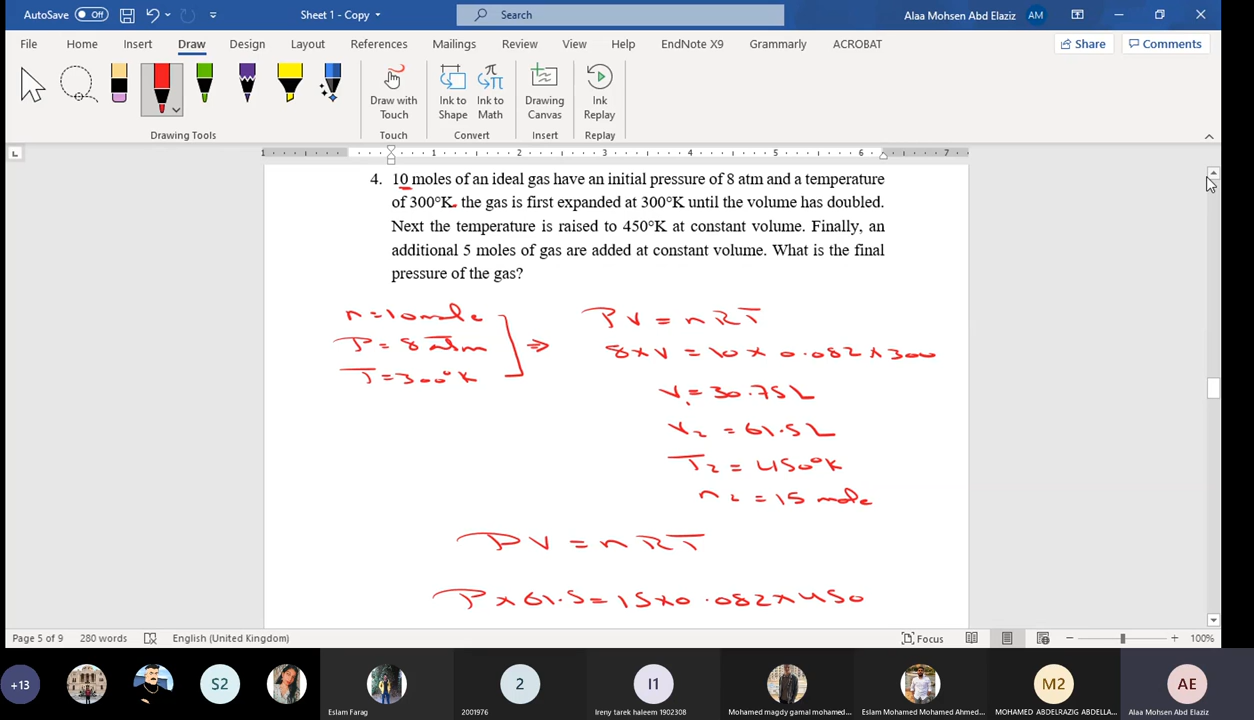 AutoSave Off Sheet 1 - Copy Search Alaa Mohsen Abd Elaziz AM
File Home Insert Draw Design Layout References Mailings Review View Help EndNote X9 Grammarly ACROBAT Share Comments
Draw with Touch
Ink to Shape
Ink to Math
Drawing Canvas
Ink Replay
Drawing Tools Touch Convert Insert Replay
1 1 2 3 4 5 6 7
4. 10 moles of an ideal gas have an initial pressure of 8 atm and a temperature
of 300°K. the gas is first expanded at 300°K until the volume has doubled.
Next the temperature is raised to 450°K at constant volume. Finally, an
additional 5 moles of gas are added at constant volume. What is the final
pressure of the gas?
n = 10 mole
P = 8 atm
T = 300°K
⇒
PV = nRT
8 × V = 10 × 0.082 × 300
V = 30.75 L
V2 = 61.5 L
T2 = 450°K
n2 = 15 mole
PV = nRT
P × 61.5 = 15 × 0.082 × 450
Page 5 of 9 280 words English (United Kingdom) Focus 100%
+13 S2 2 I1 M2 AE
Eslam Farag 2001976 Ireny tarek haleem 1902308 Mohamed magdy gamal mohamed Eslam Mohamed Mohamed Ahmed... MOHAMED ABDELRAZIG ABDELRA... Alaa Mohsen Abd Elaziz